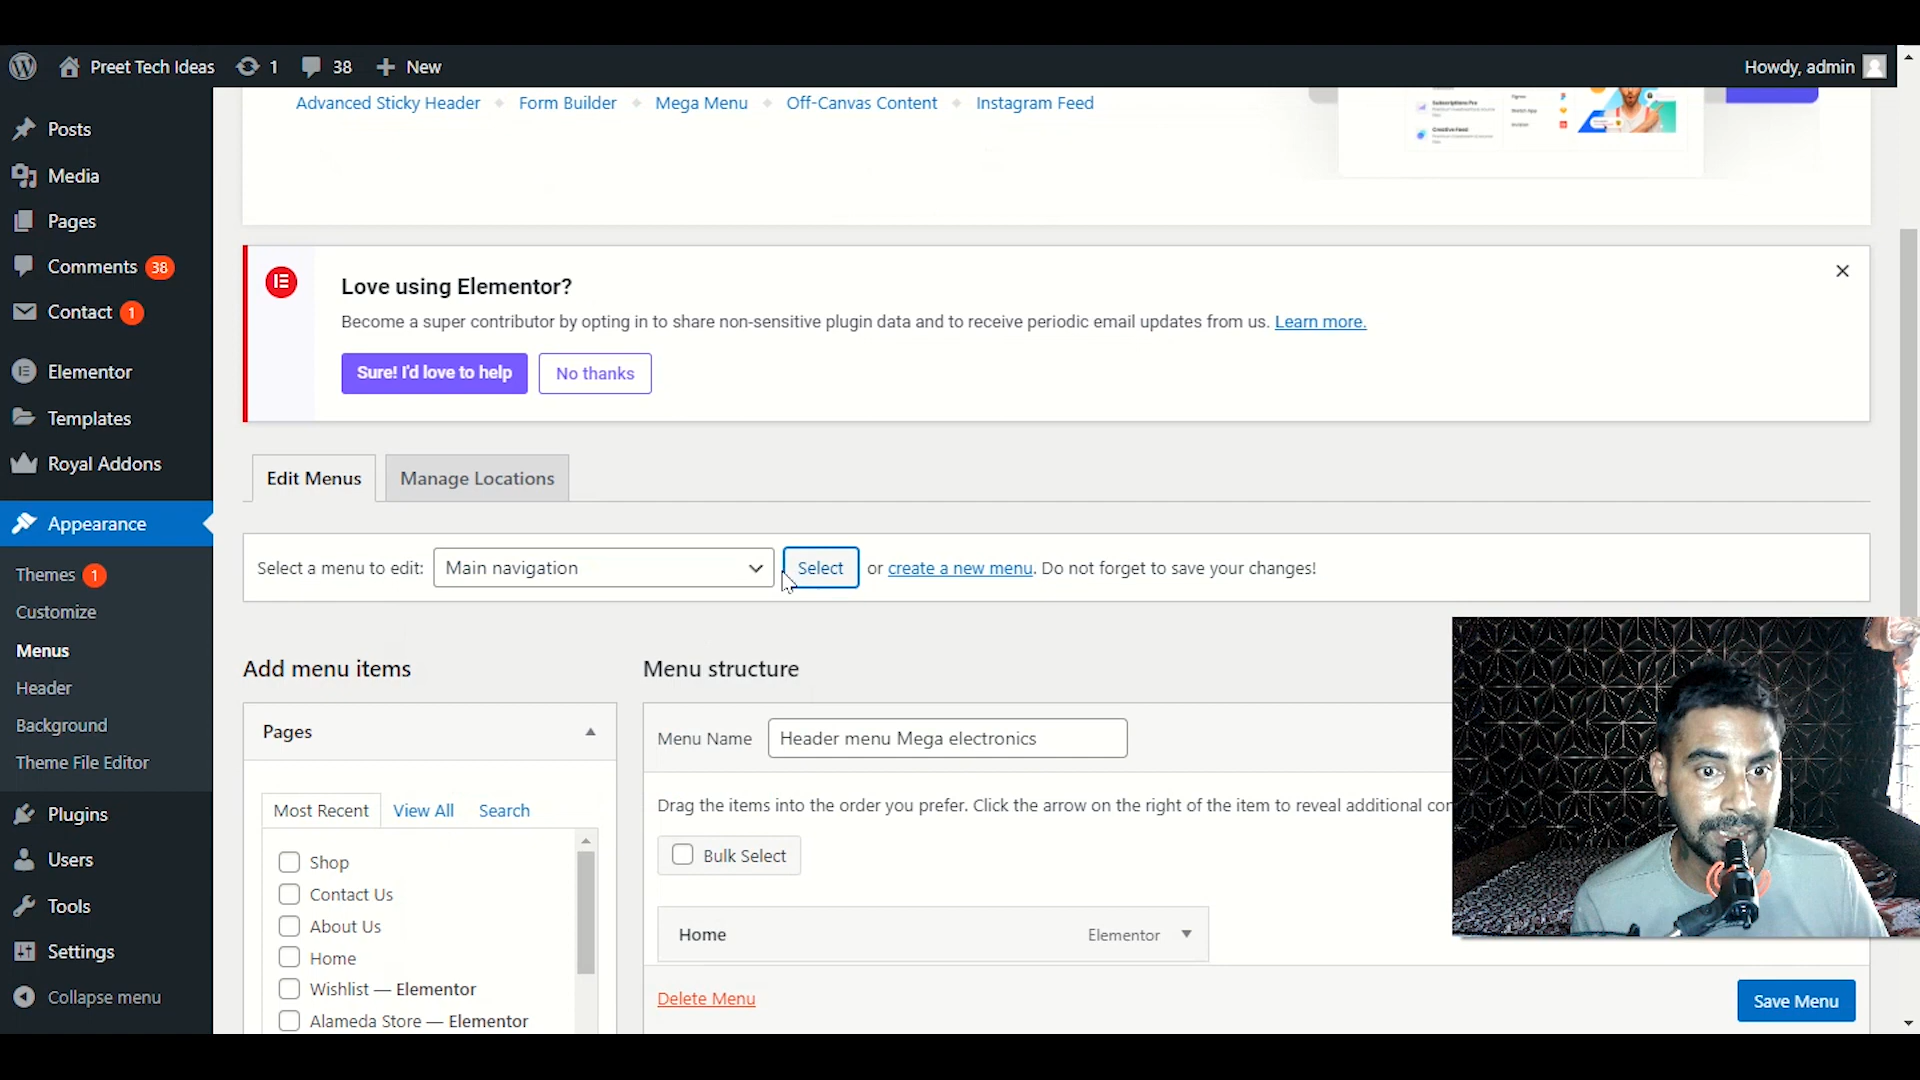 Preet Tech Ideas 1 38 New Howdy, admin
Advanced Sticky Header Form Builder Mega Menu Off-Canvas Content Instagram Feed
Subscriptions Pro
Creative Feed
Posts
Media
Pages
Comments 38
Contact 1
Elementor
Templates
Royal Addons
Appearance
Themes 1
Customize
Menus
Header
Background
Theme File Editor
Plugins
Users
Tools
Settings
Collapse menu
Love using Elementor?
Become a super contributor by opting in to share non-sensitive plugin data and to receive periodic email updates from us. Learn more.
Sure! I'd love to help No thanks
Edit Menus Manage Locations
Select a menu to edit: Main navigation Select or create a new menu. Do not forget to save your changes!
Add menu items
Pages
Most Recent View All Search
Shop
Contact Us
About Us
Home
Wishlist — Elementor
Alameda Store — Elementor
Menu structure
Menu Name Header menu Mega electronics
Drag the items into the order you prefer. Click the arrow on the right of the item to reveal additional
Bulk Select
Home Elementor
Delete Menu Save Menu